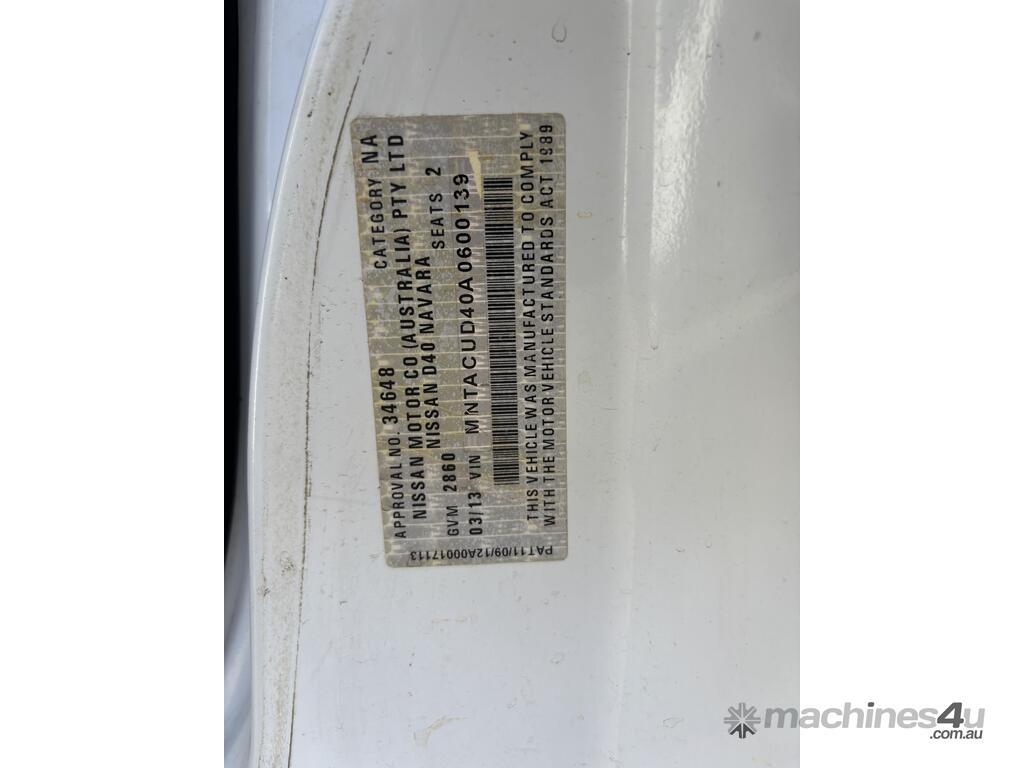 APPROVAL NO. 34648 CATEGORY NA
NISSAN MOTOR CO (AUSTRALIA) PTY LTD
NISSAN D40 NAVARA
GVM 2860 SEATS 2
03/13 VIN MNTACUD40A0600139
THIS VEHICLE WAS MANUFACTURED TO COMPLY
WITH THE MOTOR VEHICLE STANDARDS ACT 1989
PAT11/09/12A00017113
machines4u
.com.au